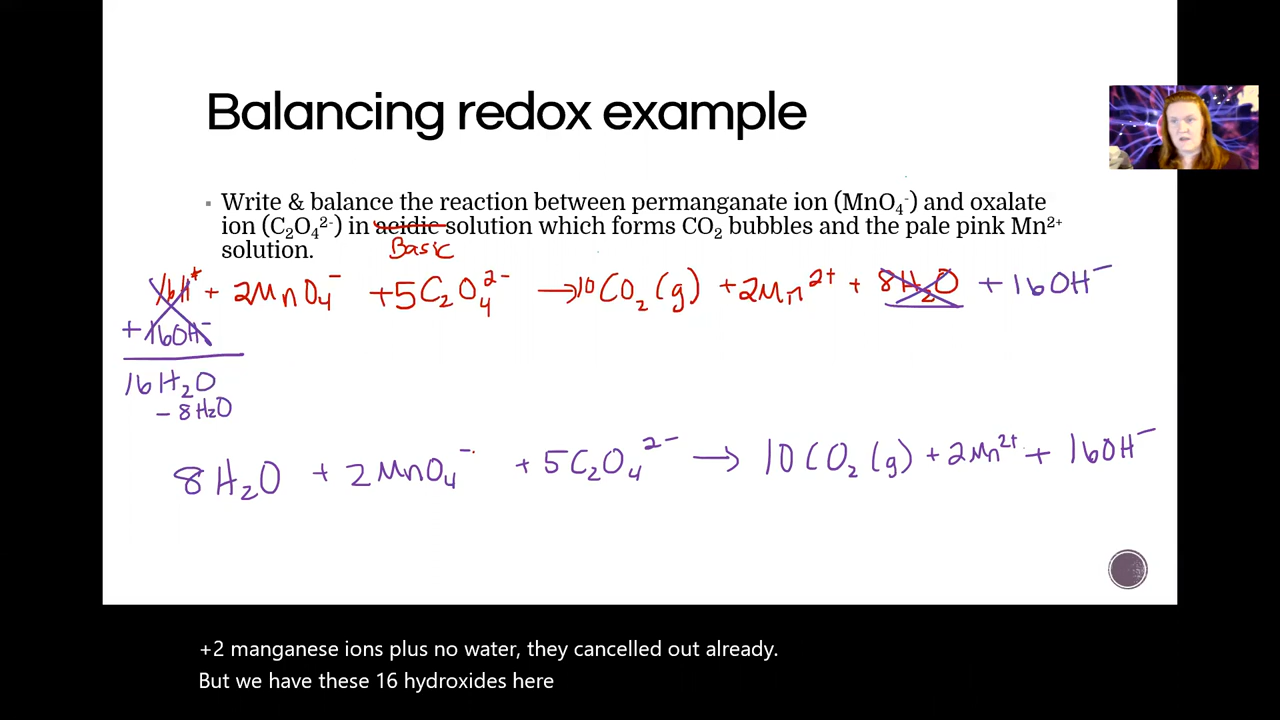 Balancing redox example
▪ Write & balance the reaction between permanganate ion (MnO₄⁻) and oxalate
ion (C₂O₄²⁻) in acidic solution which forms CO₂ bubbles and the pale pink Mn²⁺
Basic
solution.
16H⁺ + 2MnO₄⁻ + 5C₂O₄²⁻ → 10CO₂(g) + 2Mn²⁺ + 8H₂O + 16OH⁻
+ 16OH⁻
16H₂O
− 8H₂O
8H₂O + 2MnO₄⁻ + 5C₂O₄²⁻ → 10CO₂(g) + 2Mn²⁺ + 16OH⁻
+2 manganese ions plus no water, they cancelled out already.
But we have these 16 hydroxides here